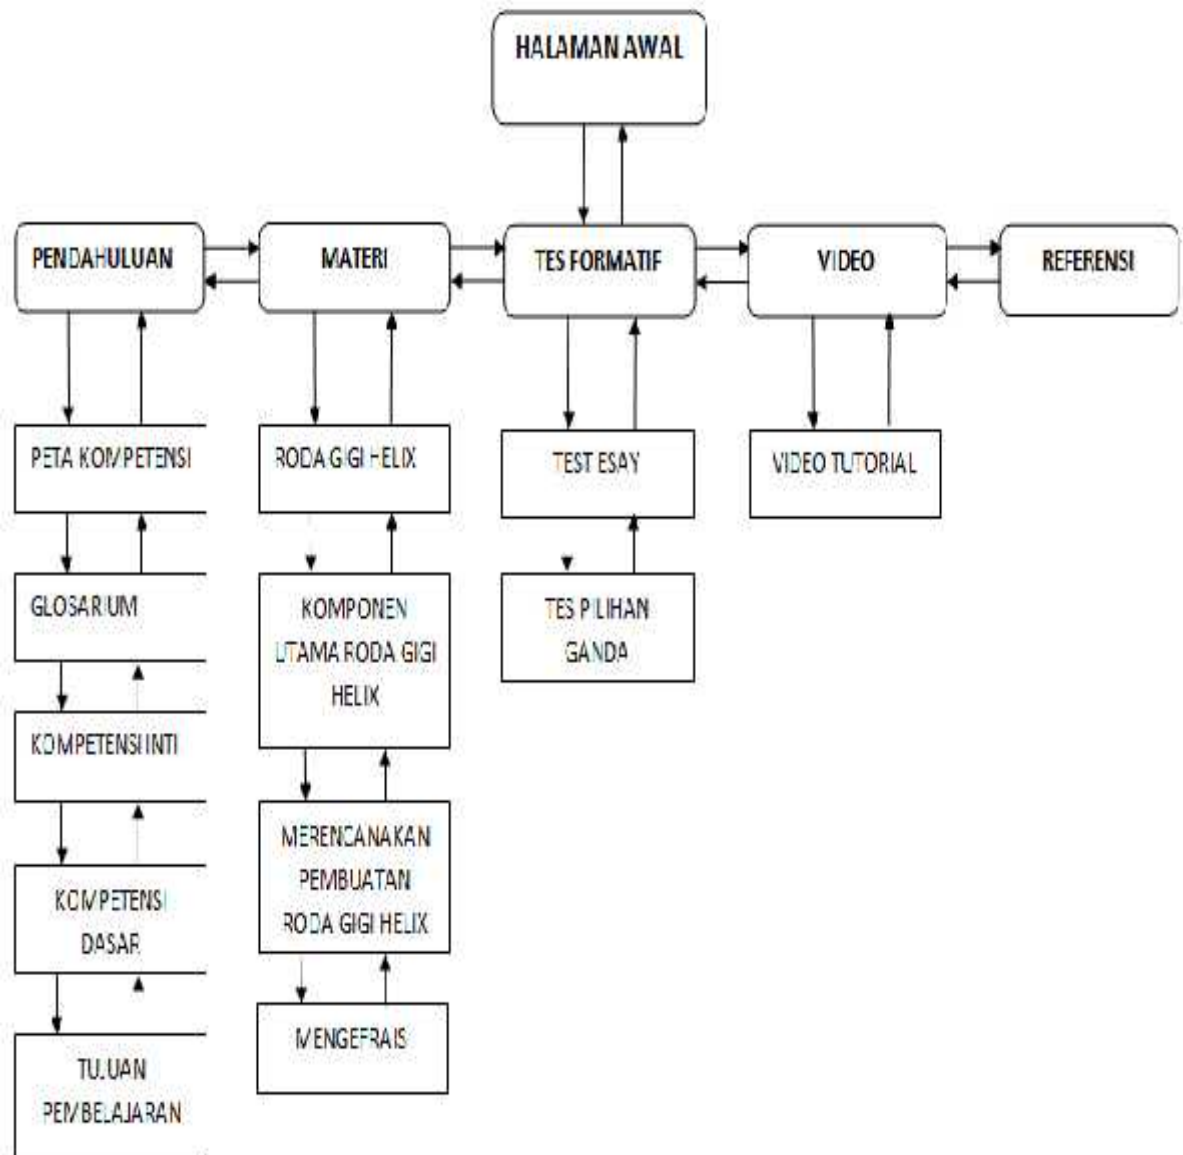 HALAMAN AWAL
PENDAHULUAN
MATERI
TES FORMATIF
VIDEO
REFERENSI
PETA KOMPETENSI
RODA GIGI HELIX
TEST ESAY
VIDEO TUTORIAL
GLOSARIUM
KOMPONEN
UTAMA RODA GIGI
HELIX
TES PILIHAN
GANDA
KOMPETENSI INTI
MERENCANAKAN
PEMBUATAN
RODA GIGI HELIX
KOMPETENSI
DASAR
MENGEFRAIS
TUJUAN
PEMBELAJARAN